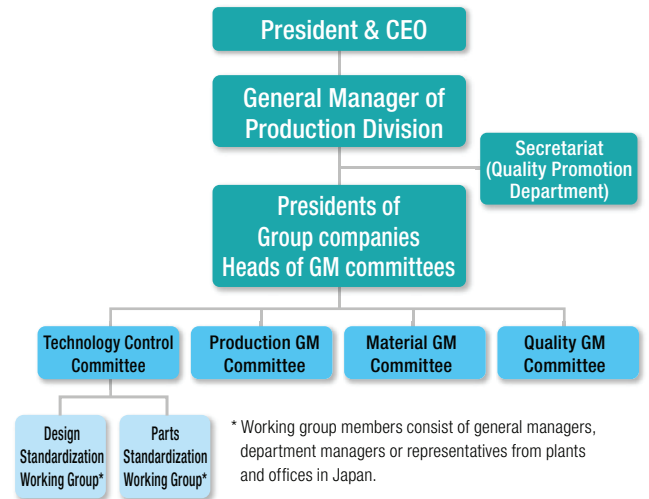 President & CEO
General Manager of
Production Division
Secretariat
(Quality Promotion
Department)
Presidents of
Group companies
Heads of GM committees
Technology Control
Committee
Production GM
Committee
Material GM
Committee
Quality GM
Committee
Design
Standardization
Working Group*
Parts
Standardization
Working Group*
* Working group members consist of general managers,
department managers or representatives from plants
and offices in Japan.